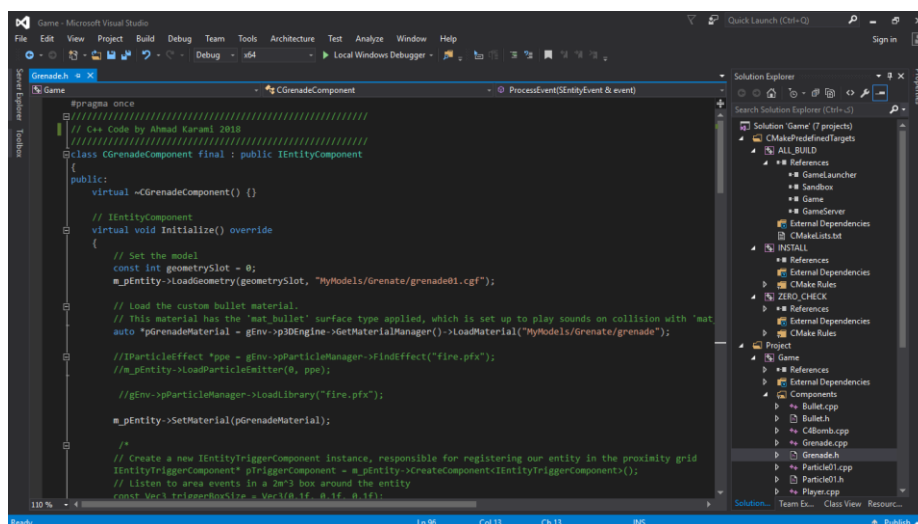 Game - Microsoft Visual Studio
Quick Launch (Ctrl+Q)
File Edit View Project Build Debug Team Tools Architecture Test Analyze Window Help
Sign in
Debug x64 Local Windows Debugger
Server Explorer
Toolbox
Grenade.h
Game CGrenadeComponent ProcessEvent(SEntityEvent & event)
#pragma once
////////////////////////////////////////////////////////
// C++ Code by Ahmad Karami 2018
////////////////////////////////////////////////////////
class CGrenadeComponent final : public IEntityComponent
{
public:
virtual ~CGrenadeComponent() {}
// IEntityComponent
virtual void Initialize() override
{
// Set the model
const int geometrySlot = 0;
m_pEntity->LoadGeometry(geometrySlot, "MyModels/Grenate/grenade01.cgf");
// Load the custom bullet material.
// This material has the 'mat_bullet' surface type applied, which is set up to play sounds on collision with 'mat_
auto *pGrenadeMaterial = gEnv->p3DEngine->GetMaterialManager()->LoadMaterial("MyModels/Grenate/grenade");
//IParticleEffect *ppe = gEnv->pParticleManager->FindEffect("fire.pfx");
//m_pEntity->LoadParticleEmitter(0, ppe);
//gEnv->pParticleManager->LoadLibrary("fire.pfx");
m_pEntity->SetMaterial(pGrenadeMaterial);
/*
// Create a new IEntityTriggerComponent instance, responsible for registering our entity in the proximity grid
IEntityTriggerComponent* pTriggerComponent = m_pEntity->CreateComponent<IEntityTriggerComponent>();
// Listen to area events in a 2m^3 box around the entity
const Vec3 triggerBoxSize = Vec3(0.1f, 0.1f, 0.1f);
110 %
Solution Explorer
Search Solution Explorer
Solution 'Game' (7 projects)
CMakePredefinedTargets
ALL_BUILD
References
GameLauncher
Sandbox
Game
GameServer
External Dependencies
CMakeLists.txt
INSTALL
References
External Dependencies
CMake Rules
ZERO_CHECK
References
External Dependencies
CMake Rules
Project
Game
References
External Dependencies
Components
Bullet.cpp
Bullet.h
C4Bomb.cpp
Grenade.cpp
Grenade.h
Particle01.cpp
Particle01.h
Player.cpp
Solution... Team Ex... Class View Resourc...
Ready Ln 96 Col 13 Ch 13 INS Publish